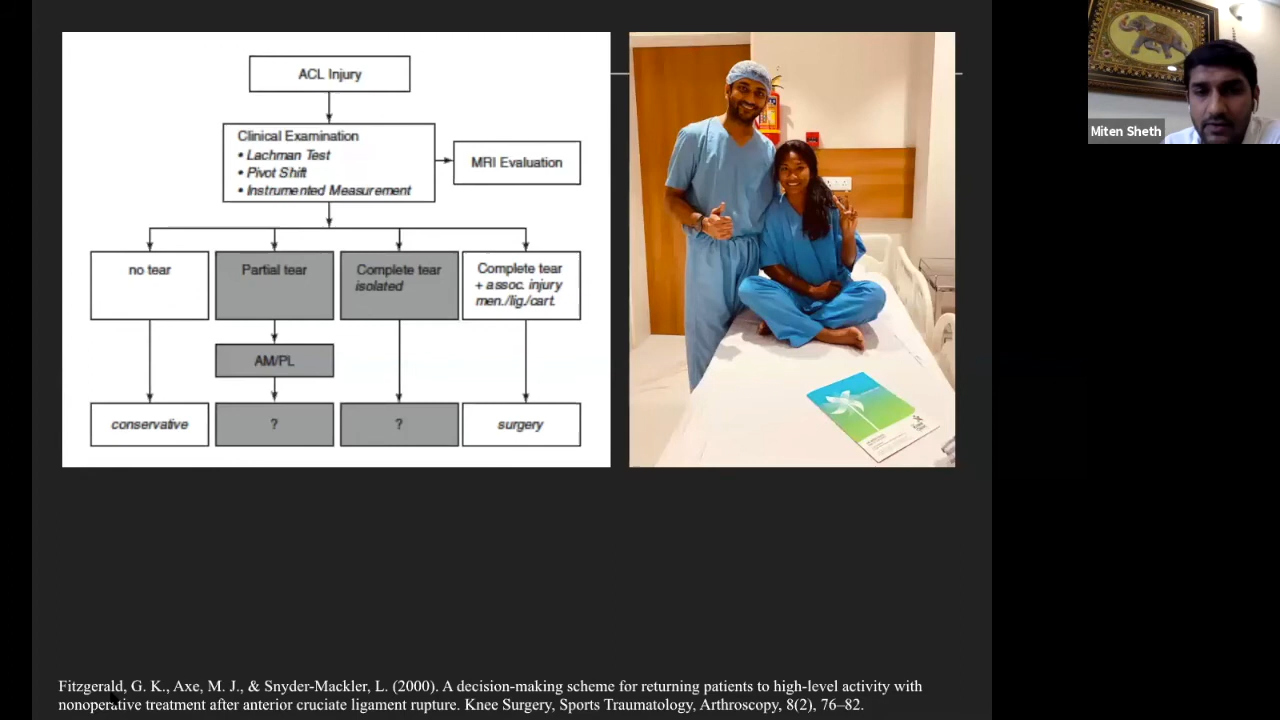 ACL Injury
Clinical Examination
• Lachman Test
• Pivot Shift
• Instrumented Measurement
MRI Evaluation
no tear
Partial tear
Complete tear
isolated
Complete tear
+ assoc. injury
men./lig./cart.
AM/PL
conservative
?
?
surgery
Miten Sheth
Fitzgerald, G. K., Axe, M. J., & Snyder-Mackler, L. (2000). A decision-making scheme for returning patients to high-level activity with
nonoperative treatment after anterior cruciate ligament rupture. Knee Surgery, Sports Traumatology, Arthroscopy, 8(2), 76–82.